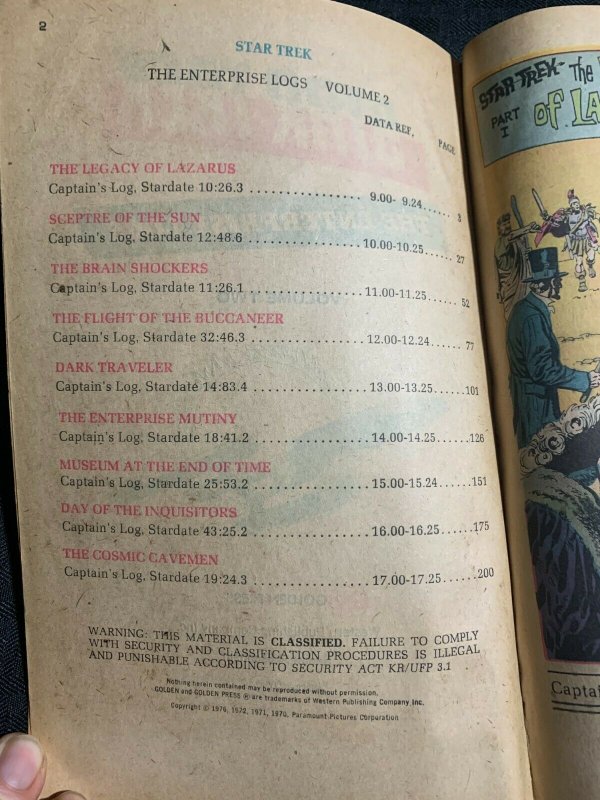 2
STAR TREK
THE ENTERPRISE LOGS VOLUME 2
DATA REF. PAGE
THE LEGACY OF LAZARUS
Captain's Log, Stardate 10:26.3 ................ 9.00- 9.24...... 3
SCEPTRE OF THE SUN
Captain's Log, Stardate 12:48.6 ................ 10.00-10.25...... 27
THE BRAIN SHOCKERS
Captain's Log, Stardate 11:26.1 ................ 11.00-11.25...... 52
THE FLIGHT OF THE BUCCANEER
Captain's Log, Stardate 32:46.3 ................ 12.00-12.24...... 77
DARK TRAVELER
Captain's Log, Stardate 14:83.4 ................ 13.00-13.25......101
THE ENTERPRISE MUTINY
Captain's Log, Stardate 18:41.2 ................ 14.00-14.25......126
MUSEUM AT THE END OF TIME
Captain's Log, Stardate 25:53.2 ................ 15.00-15.24......151
DAY OF THE INQUISITORS
Captain's Log, Stardate 43:25.2 ................ 16.00-16.25......175
THE COSMIC CAVEMEN
Captain's Log, Stardate 19:24.3 ................ 17.00-17.25......200
WARNING: THIS MATERIAL IS CLASSIFIED. FAILURE TO COMPLY
WITH SECURITY AND CLASSIFICATION PROCEDURES IS ILLEGAL
AND PUNISHABLE ACCORDING TO SECURITY ACT KR/UFP 3.1
Nothing herein contained may be reproduced without permission.
GOLDEN and GOLDEN PRESS ® are trademarks of Western Publishing Company, Inc.
Copyright © 1976, 1972, 1971, 1970, Paramount Pictures Corporation
STAR TREK The
PART
I
of LA
Capta